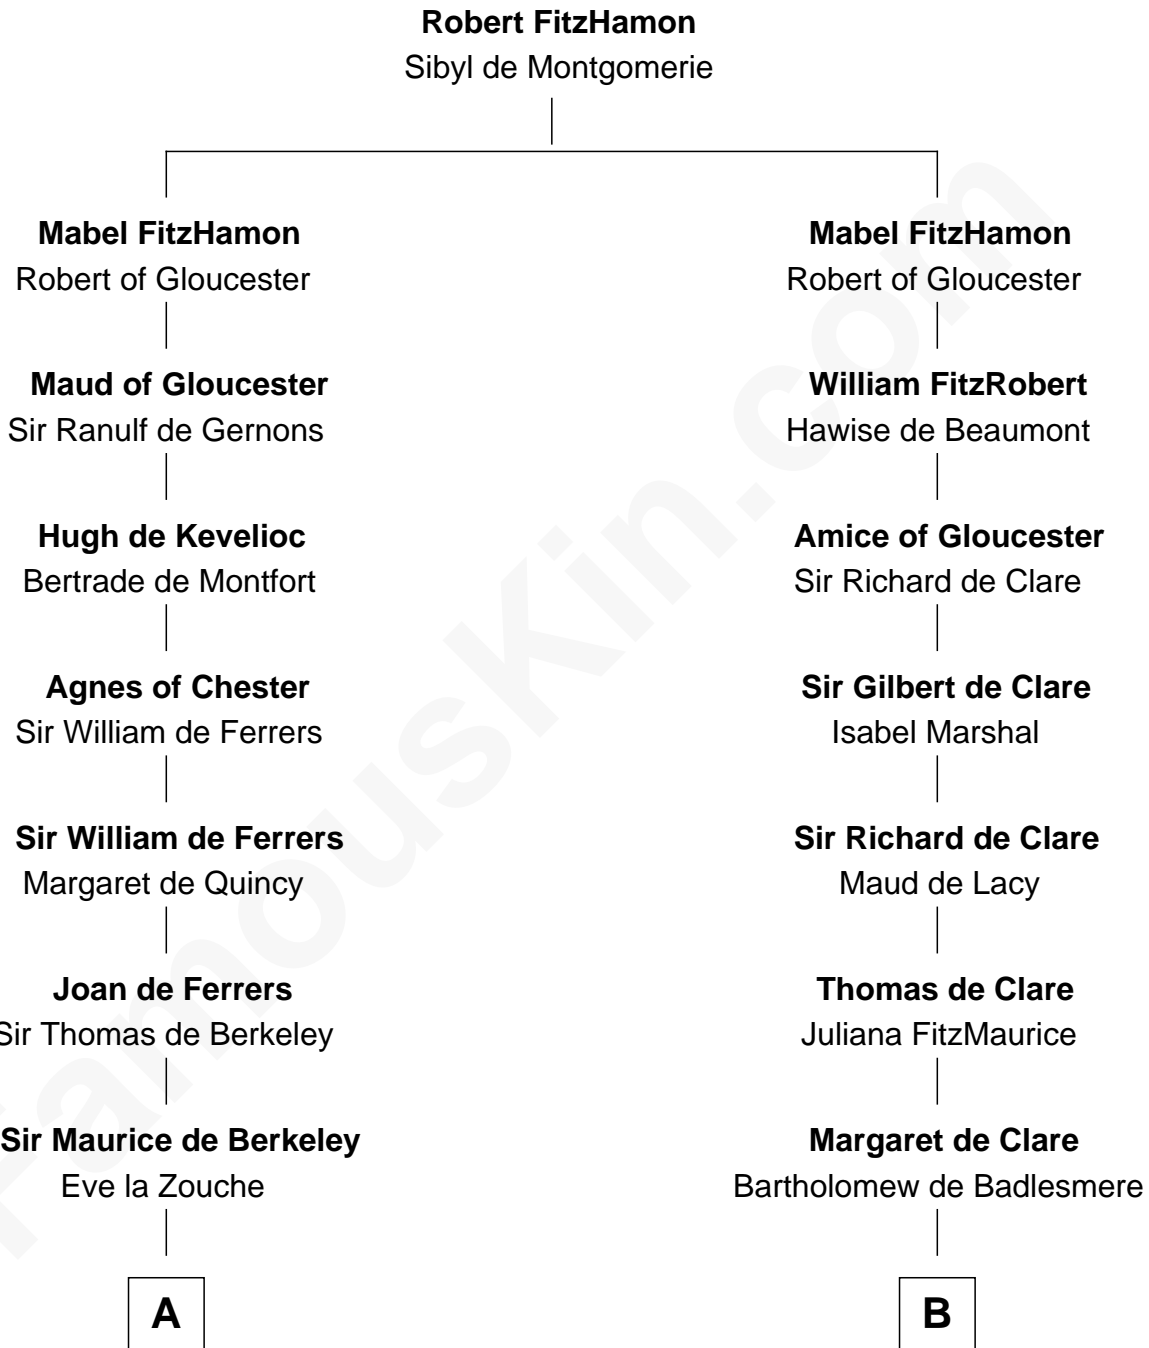 Robert FitzHamon
Sibyl de Montgomerie
Mabel FitzHamon
Robert of Gloucester
Maud of Gloucester
Sir Ranulf de Gernons
Hugh de Kevelioc
Bertrade de Montfort
Agnes of Chester
Sir William de Ferrers
Sir William de Ferrers
Margaret de Quincy
Joan de Ferrers
Sir Thomas de Berkeley
Sir Maurice de Berkeley
Eve la Zouche
A
Mabel FitzHamon
Robert of Gloucester
William FitzRobert
Hawise de Beaumont
Amice of Gloucester
Sir Richard de Clare
Sir Gilbert de Clare
Isabel Marshal
Sir Richard de Clare
Maud de Lacy
Thomas de Clare
Juliana FitzMaurice
Margaret de Clare
Bartholomew de Badlesmere
B
FamousKin.com